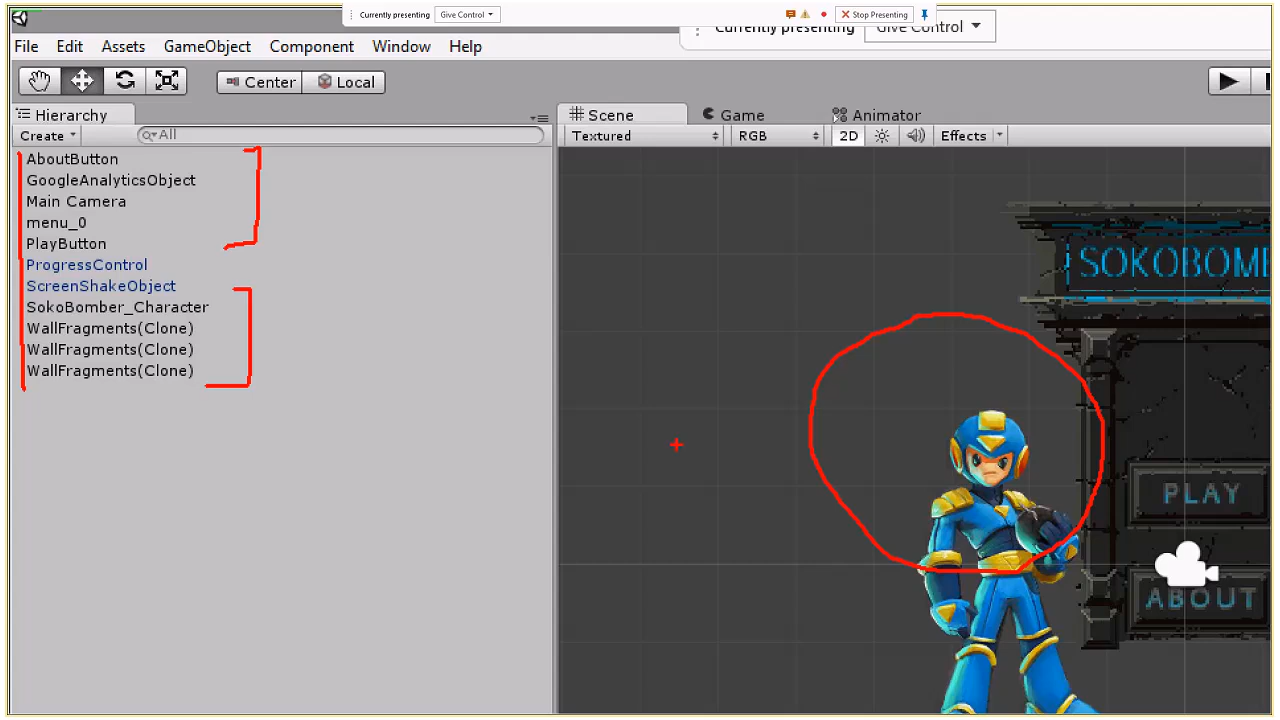 Currently presenting Give Control Stop Presenting
Currently presenting Give Control
File Edit Assets GameObject Component Window Help
Center Local
Hierarchy
Create All
AboutButton
GoogleAnalyticsObject
Main Camera
menu_0
PlayButton
ProgressControl
ScreenShakeObject
SokoBomber_Character
WallFragments(Clone)
WallFragments(Clone)
WallFragments(Clone)
Scene Game Animator
Textured RGB 2D Effects
SOKOBOMB
PLAY
ABOUT